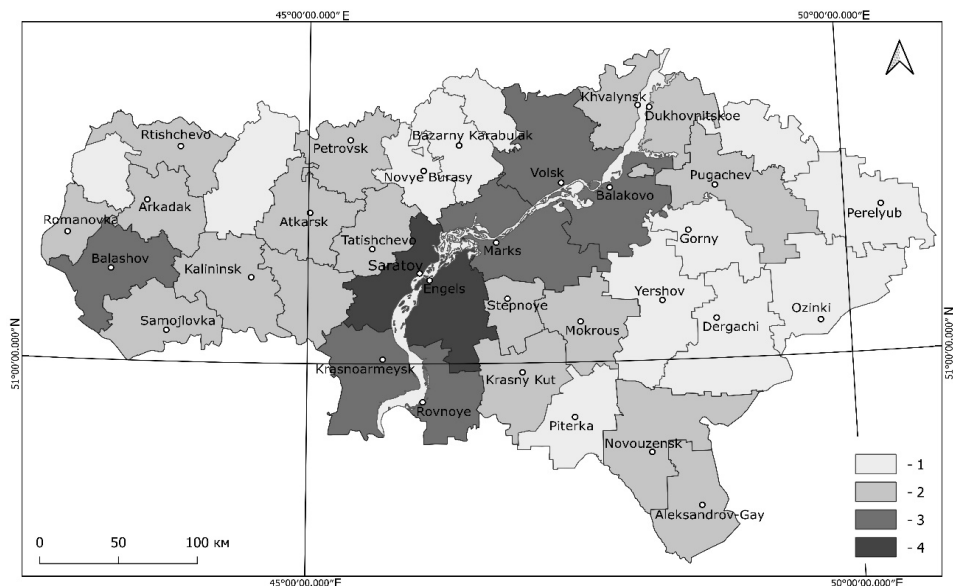 45°00'00.000" E
50°00'00.000" E
Khvalynsk
Dukhovnitskoe
Rtishchevo
Petrovsk
Bazarny Karabulak
Novye Burasy
Volsk
Balakovo
Pugachev
Arkadak
Romanovka
Atkarsk
Perelyub
Tatishchevo
Marks
Gorny
Balashov
Kalininsk
Saratov
Engels
Yershov
Stepnoye
Ozinki
Samojlovka
Mokrous
Dergachi
51°00'00.000" N
51°00'00.000" N
Krasnoarmeysk
Krasny Kut
Rovnoye
Piterka
Novouzensk
Aleksandrov-Gay
- 1
- 2
- 3
- 4
0 50 100 км
45°00'00.000" E
50°00'00.000" E